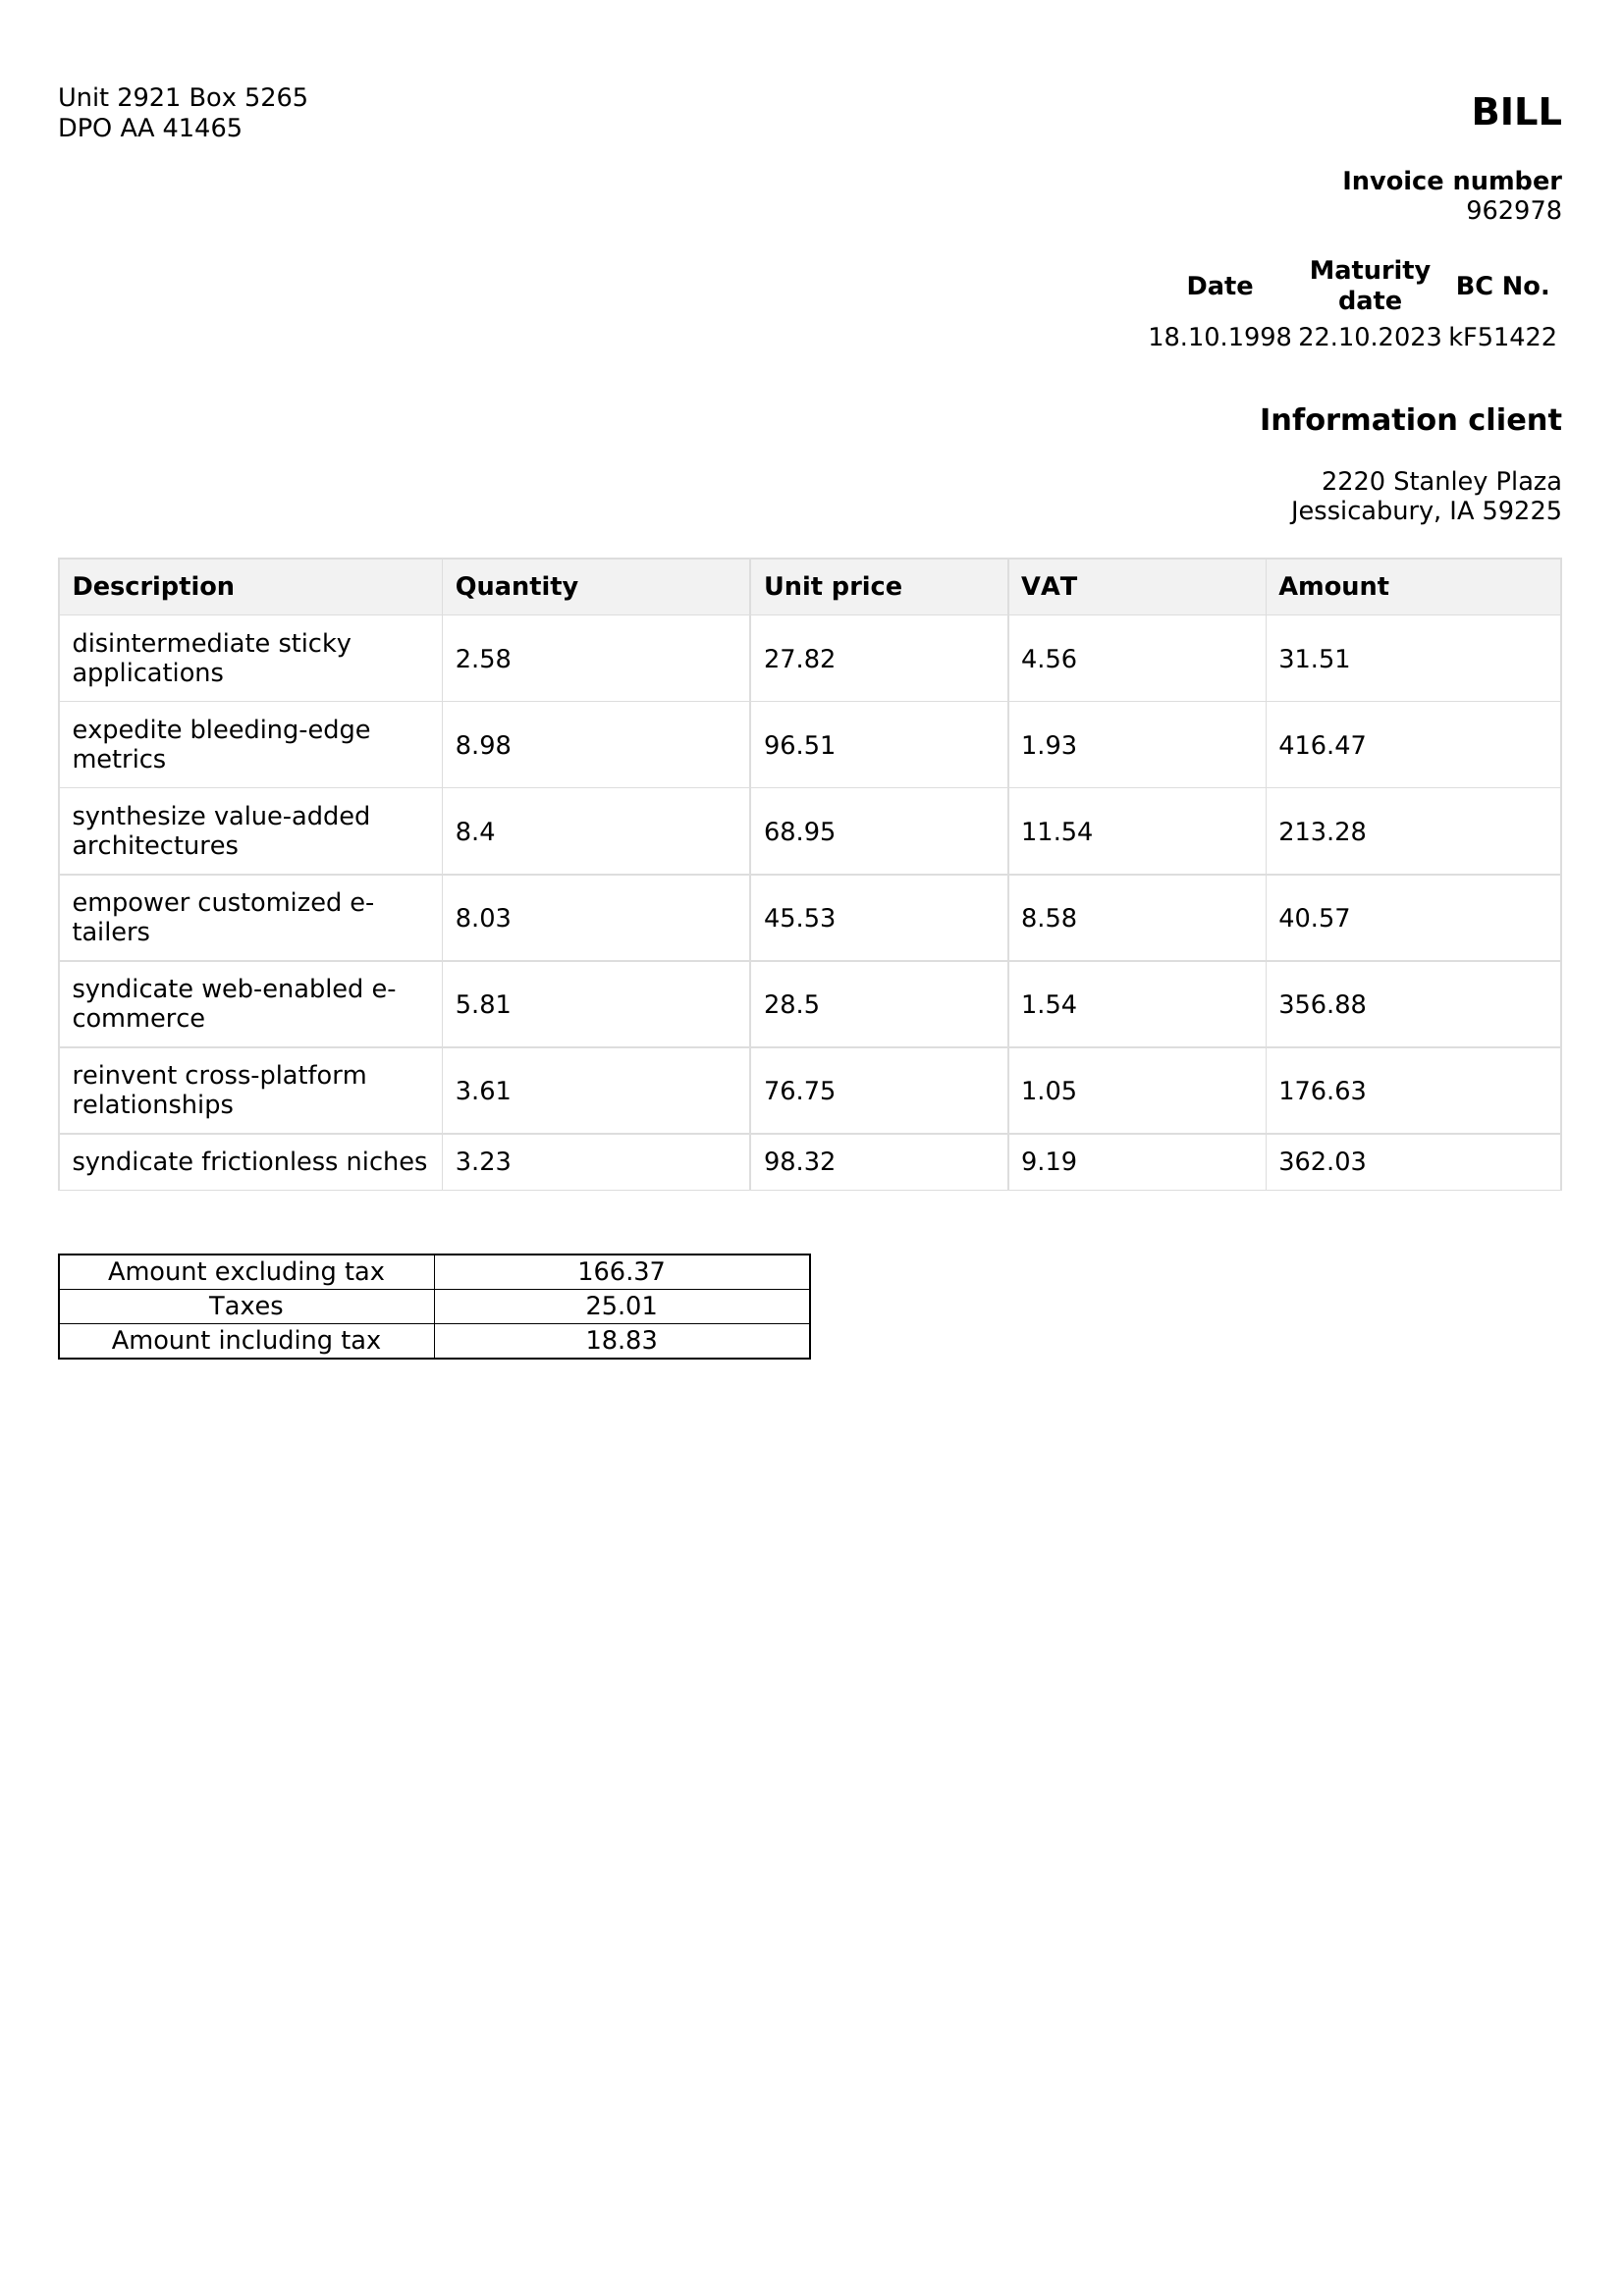 Unit 2921 Box 5265
DPO AA 41465
BILL
Invoice number
962978
Date Maturity date BC No.
18.10.1998 22.10.2023 kF51422
Information client
2220 Stanley Plaza
Jessicabury, IA 59225
Description Quantity Unit price VAT Amount
disintermediate sticky
applications 2.58 27.82 4.56 31.51
expedite bleeding-edge
metrics 8.98 96.51 1.93 416.47
synthesize value-added
architectures 8.4 68.95 11.54 213.28
empower customized e-
tailers 8.03 45.53 8.58 40.57
syndicate web-enabled e-
commerce 5.81 28.5 1.54 356.88
reinvent cross-platform
relationships 3.61 76.75 1.05 176.63
syndicate frictionless niches 3.23 98.32 9.19 362.03
Amount excluding tax 166.37
Taxes 25.01
Amount including tax 18.83